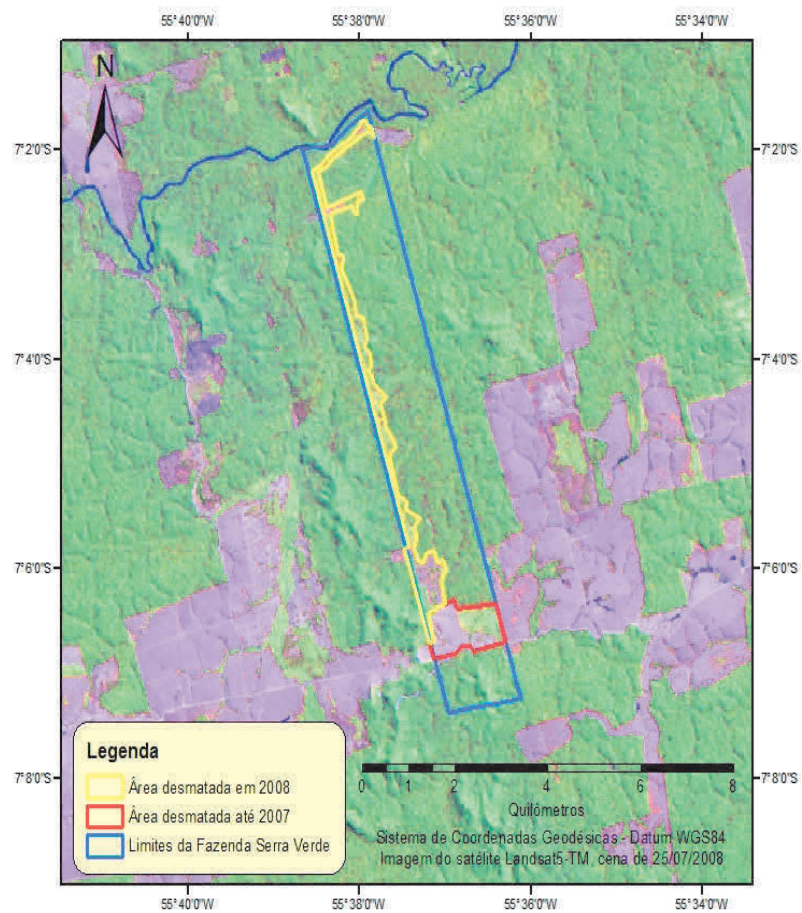 55°40'0"W 55°38'0"W 55°36'0"W 55°34'0"W
N
7°2'0"S 7°2'0"S
7°4'0"S 7°4'0"S
7°6'0"S 7°6'0"S
7°8'0"S 7°8'0"S
Legenda
Área desmatada em 2008
Área desmatada até 2007
Limites da Fazenda Serra Verde
0 1 2 4 6 8
Quilômetros
Sistema de Coordenadas Geodésicas - Datum WGS84
Imagem do satélite Landsat5-TM, cena de 25/07/2008
55°40'0"W 55°38'0"W 55°36'0"W 55°34'0"W